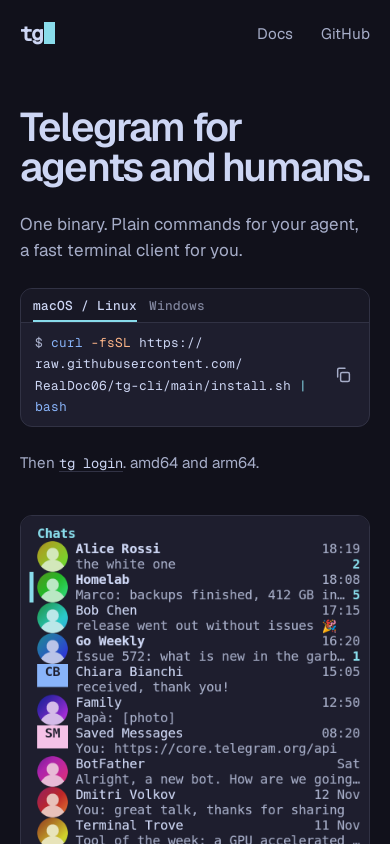 tg
Docs
GitHub
Telegram for
agents and humans.
One binary. Plain commands for your agent,
a fast terminal client for you.
macOS / Linux
Windows
$ curl -fsSL https://
raw.githubusercontent.com/
RealDoc06/tg-cli/main/install.sh |
bash
Then tg login. amd64 and arm64.
Chats
Alice Rossi 18:19
the white one 2
Homelab 18:08
Marco: backups finished, 412 GB in… 5
Bob Chen 17:15
release went out without issues 🎉
Go Weekly 16:20
Issue 572: what is new in the garb… 1
CB Chiara Bianchi 15:05
received, thank you!
Family 12:50
Papà: [photo]
SM Saved Messages 08:20
You: https://core.telegram.org/api
BotFather Sat
Alright, a new bot. How are we going…
Dmitri Volkov 12 Nov
You: great talk, thanks for sharing
Terminal Trove 11 Nov
Tool of the week: a GPU accelerated …